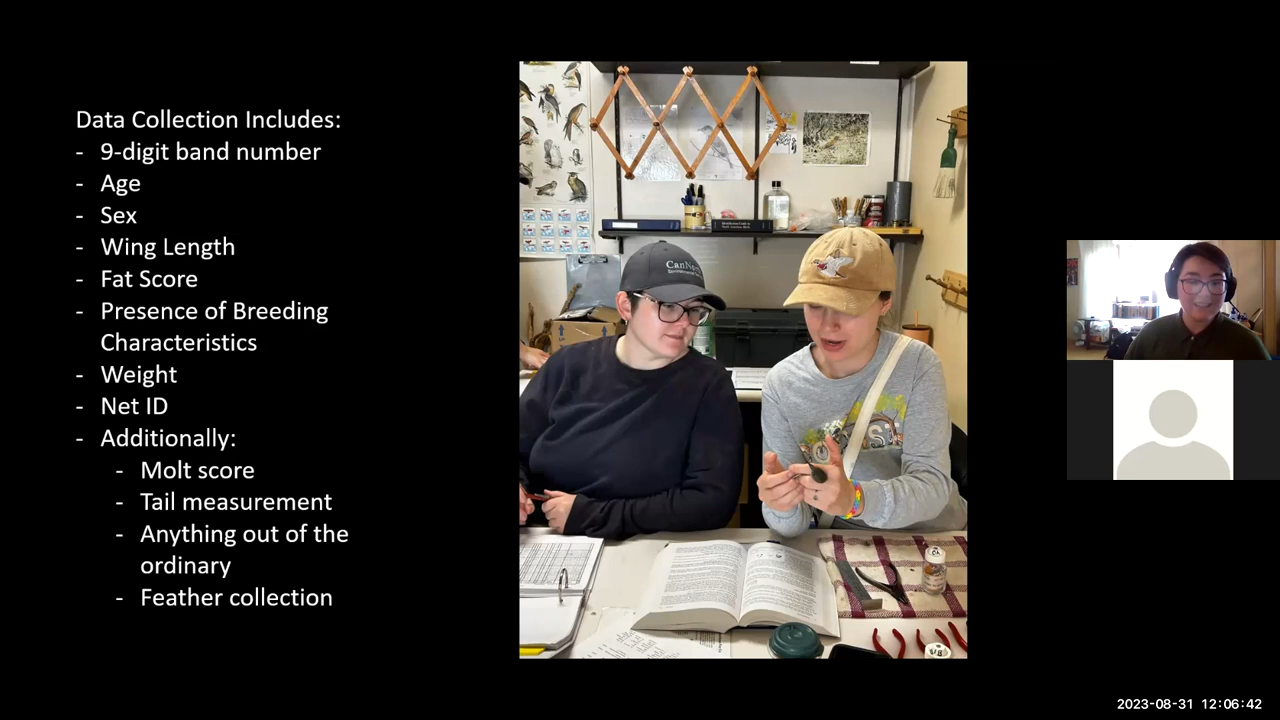 Data Collection Includes:
- 9-digit band number
- Age
- Sex
- Wing Length
- Fat Score
- Presence of Breeding
Characteristics
- Weight
- Net ID
- Additionally:
- Molt score
- Tail measurement
- Anything out of the
ordinary
- Feather collection
CanNor
2023-08-31 12:06:42